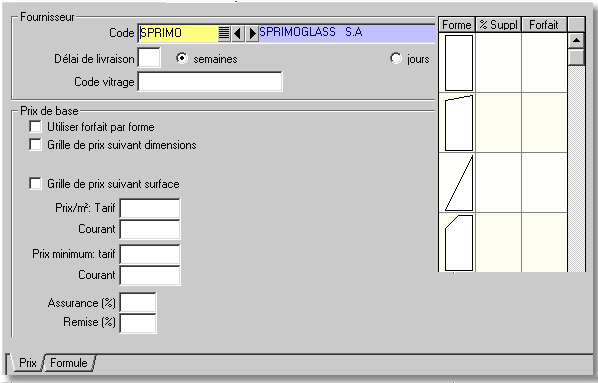 Fournisseur
Code SPRIMO SPRIMOGLASS S.A
Délai de livraison semaines jours
Code vitrage
Forme % Suppl Forfait
Prix de base
Utiliser forfait par forme
Grille de prix suivant dimensions
Grille de prix suivant surface
Prix/m²: Tarif
Courant
Prix minimum: tarif
Courant
Assurance (%)
Remise (%)
Prix Formule